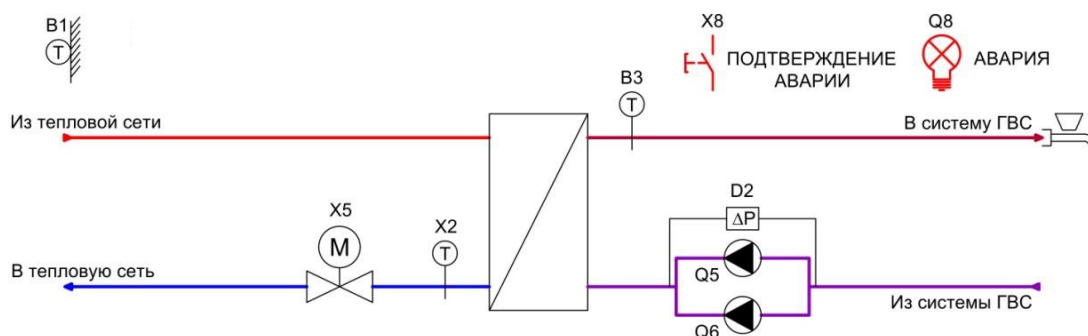 B1
T
X8
Q8
ПОДТВЕРЖДЕНИЕ
АВАРИИ
АВАРИЯ
B3
T
Из тепловой сети
В систему ГВС
X5
M
X2
T
D2
ΔP
Q5
В тепловую сеть
Из системы ГВС
Q6